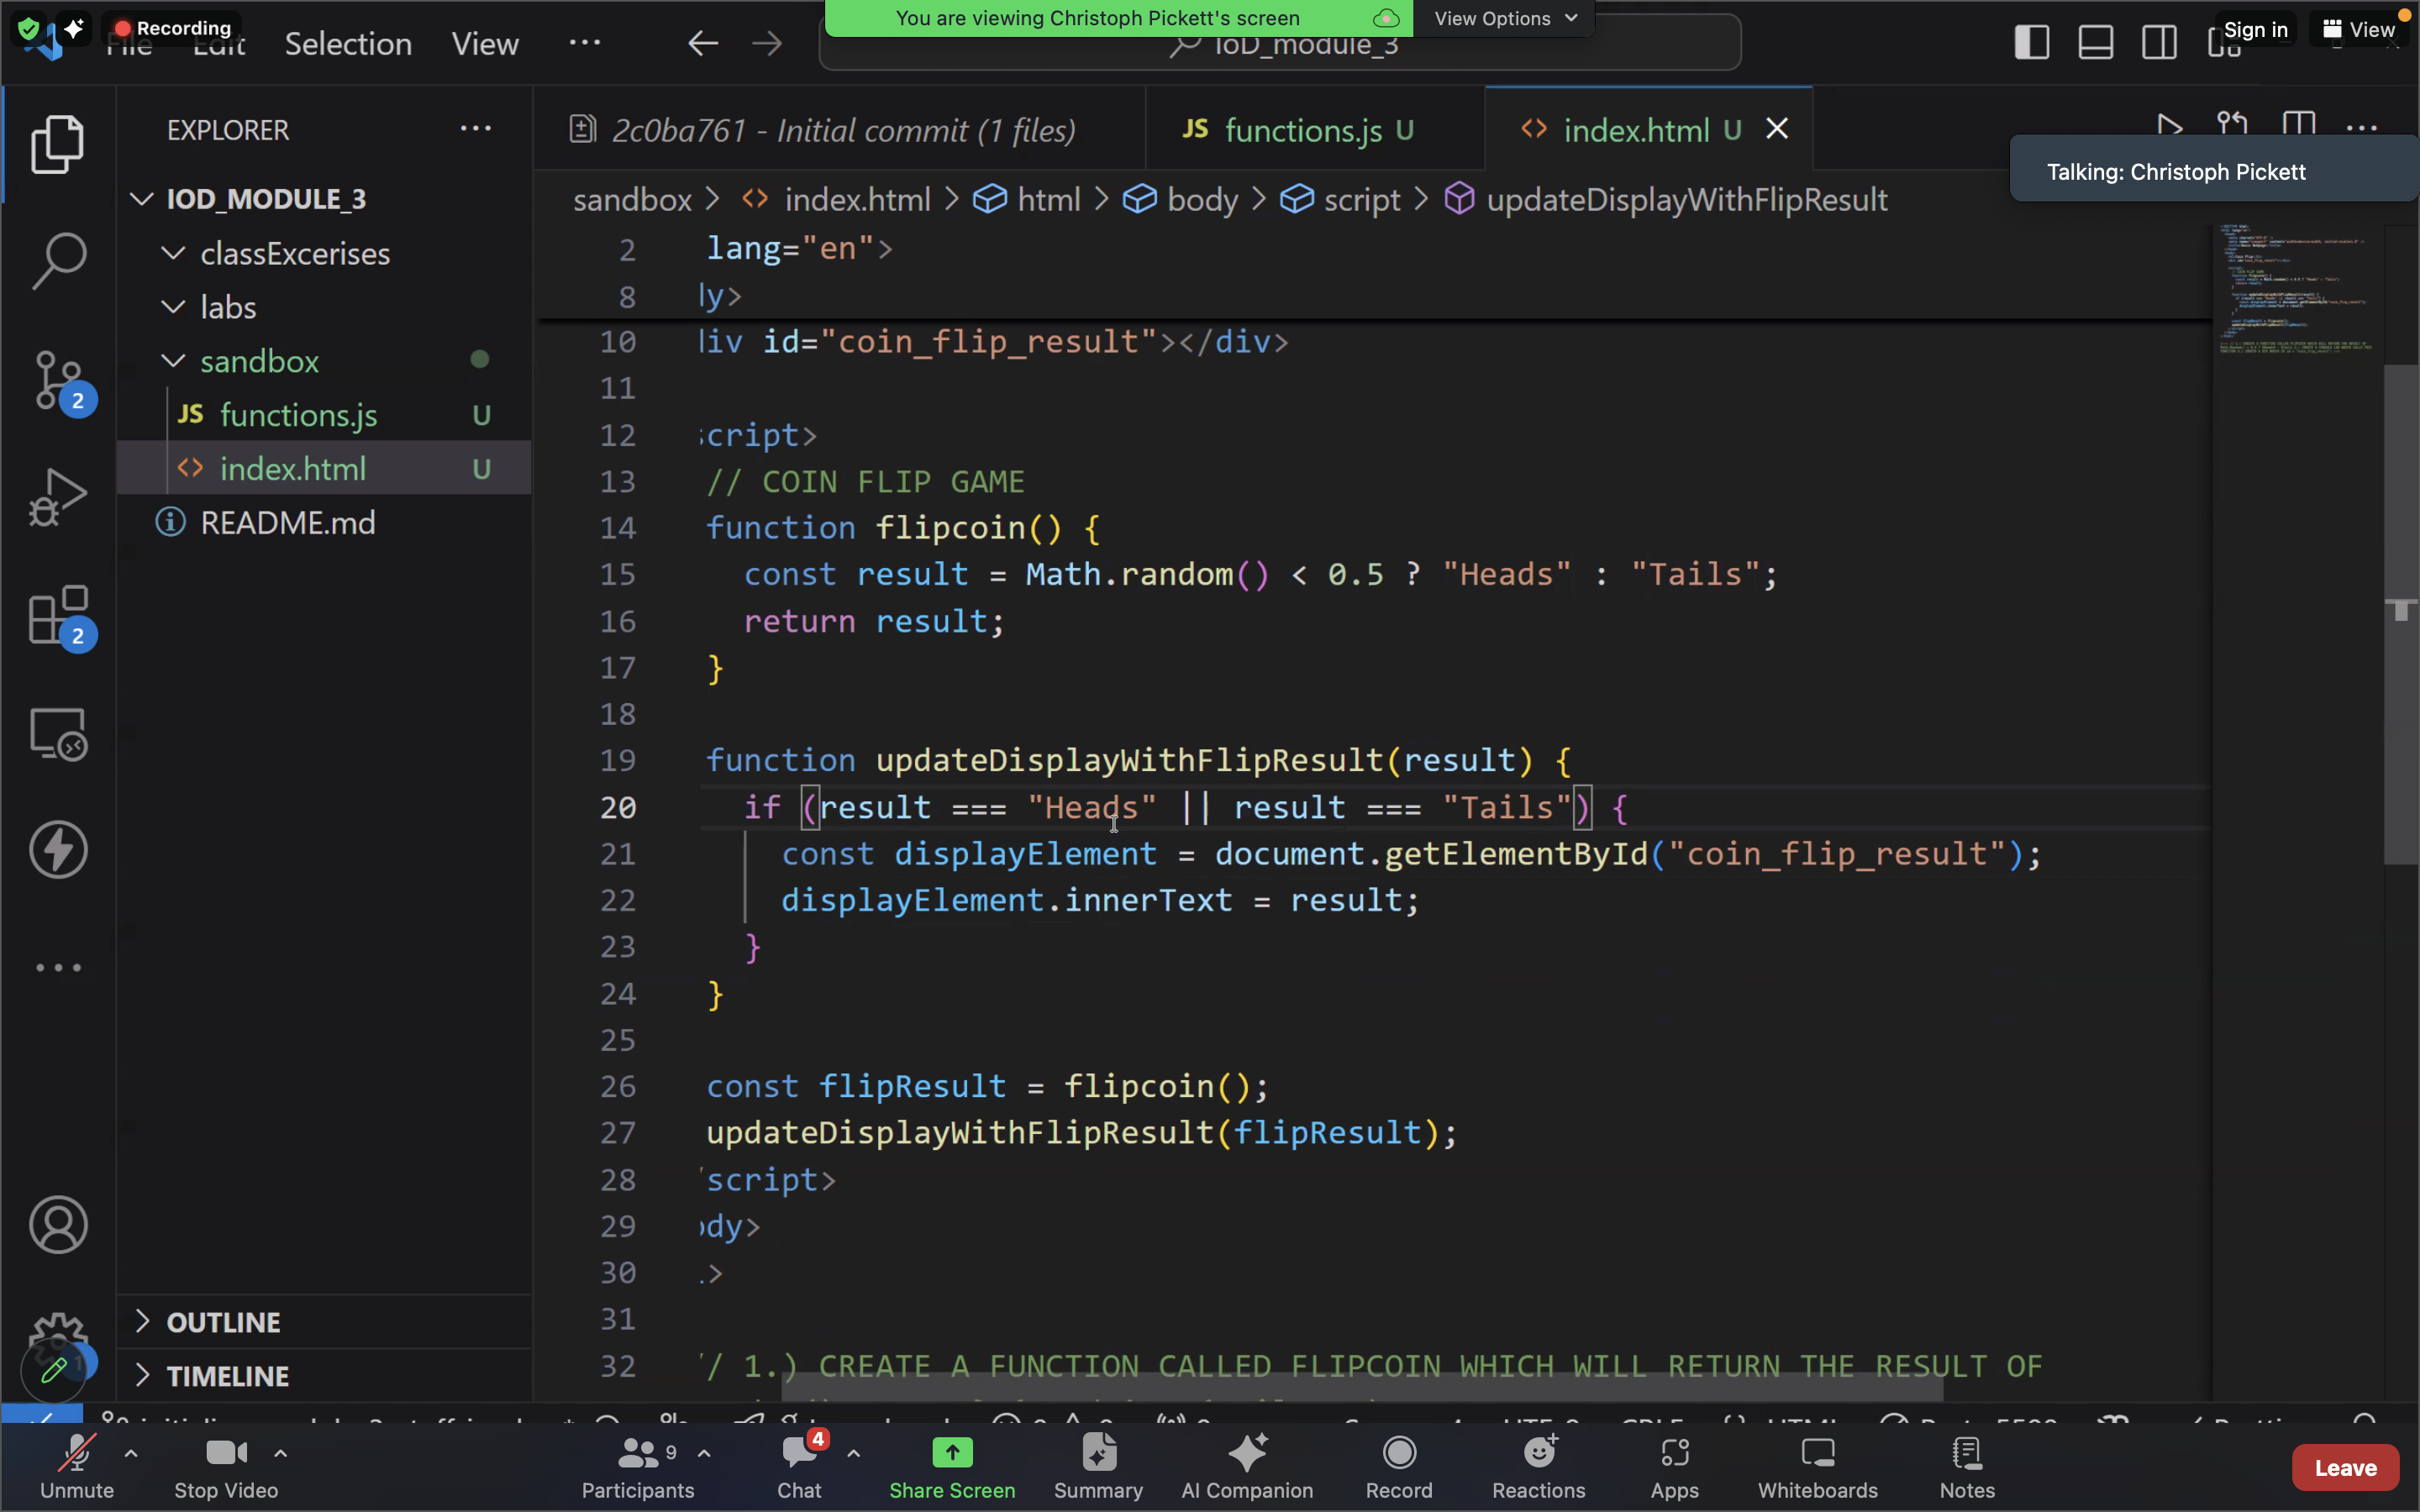 Recording
You are viewing Christoph Pickett's screen
View Options
Sign in
View
File Edit Selection View
IoD_module_3
EXPLORER
2c0ba761 - Initial commit (1 files)
JS functions.js U
<> index.html U
Talking: Christoph Pickett
IOD_MODULE_3
sandbox > <> index.html > html > body > script > updateDisplayWithFlipResult
classExcerises
labs
sandbox
JS functions.js U
<> index.html U
README.md
2 lang="en">
8 ly>
10 div id="coin_flip_result"></div>
11
12 script>
13 // COIN FLIP GAME
14 function flipcoin() {
15 const result = Math.random() < 0.5 ? "Heads" : "Tails";
16 return result;
17 }
18
19 function updateDisplayWithFlipResult(result) {
20 if (result === "Heads" || result === "Tails") {
21 const displayElement = document.getElementById("coin_flip_result");
22 displayElement.innerText = result;
23 }
24 }
25
26 const flipResult = flipcoin();
27 updateDisplayWithFlipResult(flipResult);
28 /script>
29 ody>
30 l>
31
32 // 1.) CREATE A FUNCTION CALLED FLIPCOIN WHICH WILL RETURN THE RESULT OF
2
2
1
OUTLINE
TIMELINE
9
4
Unmute
Stop Video
Participants
Chat
Share Screen
Summary
AI Companion
Record
Reactions
Apps
Whiteboards
Notes
Leave